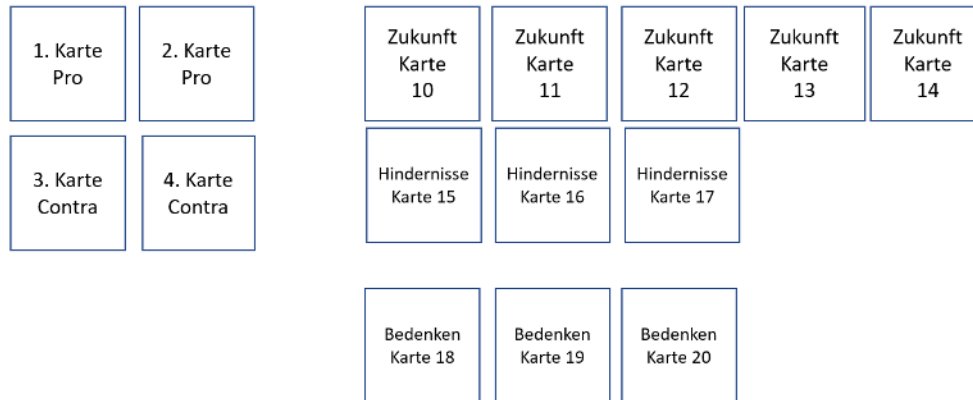 1. Karte
Pro
2. Karte
Pro
3. Karte
Contra
4. Karte
Contra
Zukunft
Karte
10
Zukunft
Karte
11
Zukunft
Karte
12
Zukunft
Karte
13
Zukunft
Karte
14
Hindernisse
Karte 15
Hindernisse
Karte 16
Hindernisse
Karte 17
Bedenken
Karte 18
Bedenken
Karte 19
Bedenken
Karte 20